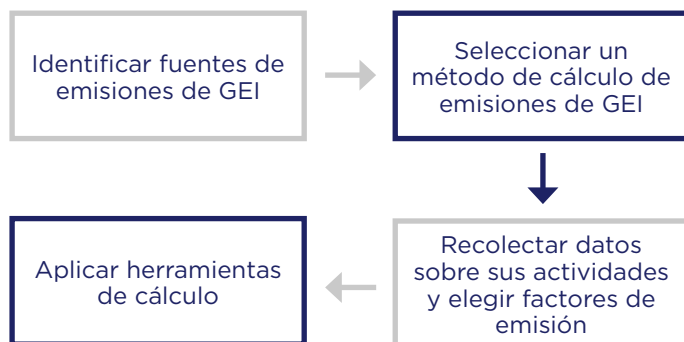 Identificar fuentes de
emisiones de GEI
Seleccionar un
método de cálculo de
emisiones de GEI
Recolectar datos
sobre sus actividades
y elegir factores de
emisión
Aplicar herramientas
de cálculo